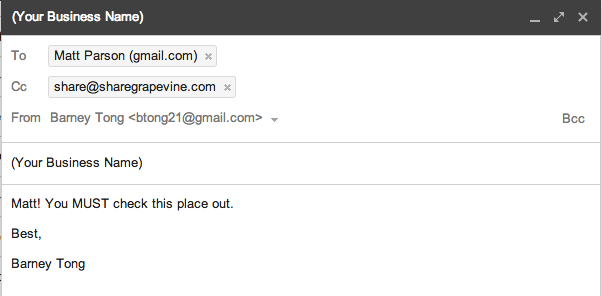 (Your Business Name)
To Matt Parson (gmail.com) ×
Cc share@sharegrapevine.com ×
From Barney Tong <btong21@gmail.com> Bcc
(Your Business Name)
Matt! You MUST check this place out.
Best,
Barney Tong